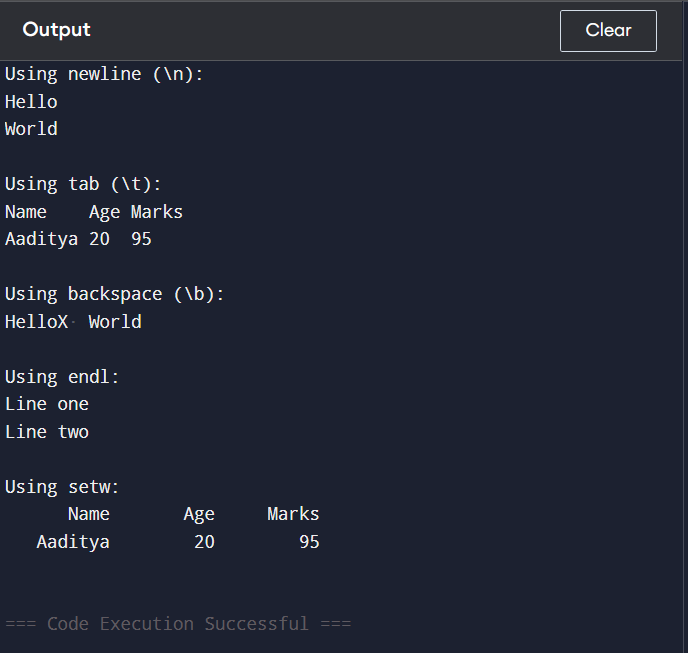 Output
Clear
Using newline (\n):
Hello
World
Using tab (\t):
Name    Age Marks
Aaditya 20  95
Using backspace (\b):
HelloX· World
Using endl:
Line one
Line two
Using setw:
      Name       Age     Marks
   Aaditya        20        95
=== Code Execution Successful ===